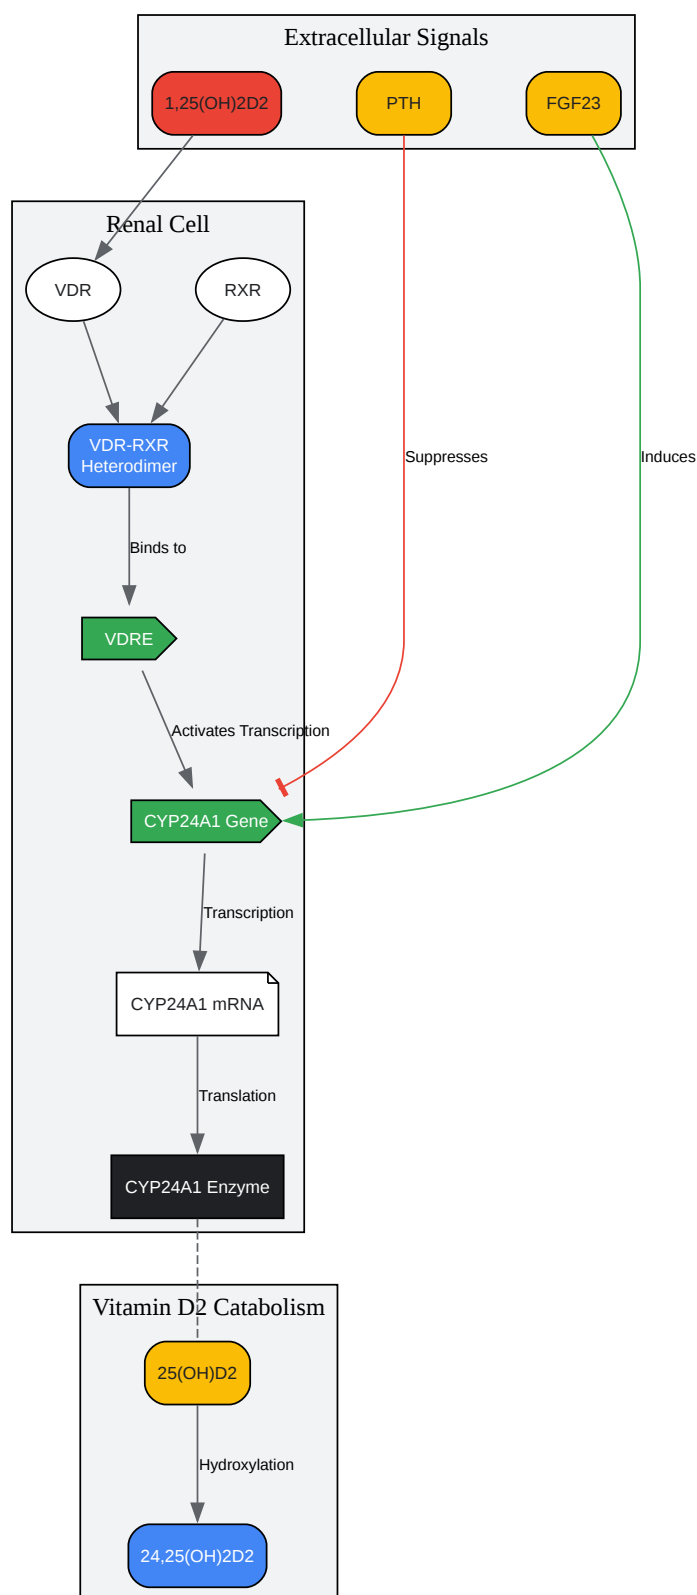 Extracellular Signals
1,25(OH)2D2
PTH
FGF23
Renal Cell
VDR
RXR
VDR-RXR
Heterodimer
Suppresses
Induces
Binds to
VDRE
Activates Transcription
CYP24A1 Gene
Transcription
CYP24A1 mRNA
Translation
CYP24A1 Enzyme
Vitamin D2 Catabolism
25(OH)D2
Hydroxylation
24,25(OH)2D2